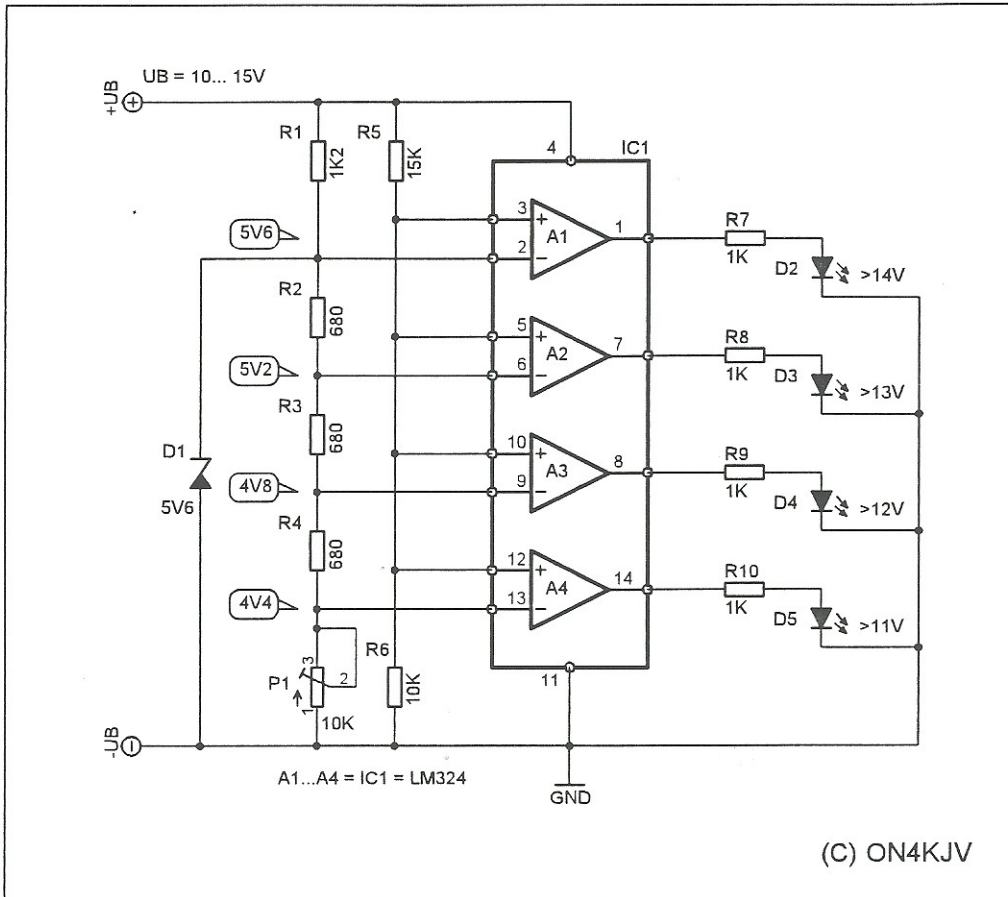 UB = 10... 15V
+UB
R1
1K2
R5
15K
4
IC1
5V6
3
+
A1
1
2
−
R7
1K
D2
>14V
R2
680
5
+
A2
7
6
−
R8
1K
D3
>13V
5V2
R3
680
D1
5V6
10
+
A3
8
9
−
R9
1K
D4
>12V
4V8
R4
680
12
+
A4
14
13
−
R10
1K
D5
>11V
4V4
3
P1
2
1
10K
R6
10K
11
-UB
A1...A4 = IC1 = LM324
GND
(C) ON4KJV